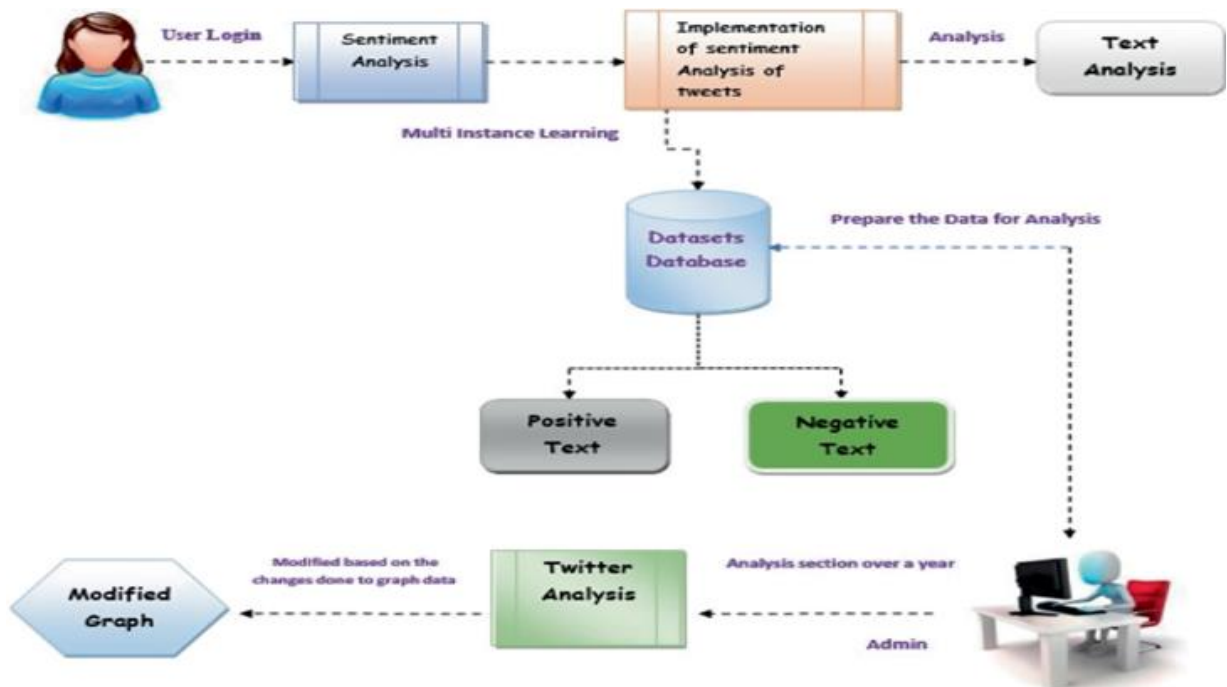 User Login
Sentiment
Analysis
Implementation
of sentiment
Analysis of
tweets
Analysis
Text
Analysis
Multi Instance Learning
Datasets
Database
Prepare the Data for Analysis
Positive
Text
Negative
Text
Modified
Graph
Modified based on the
changes done to graph data
Twitter
Analysis
Analysis section over a year
Admin